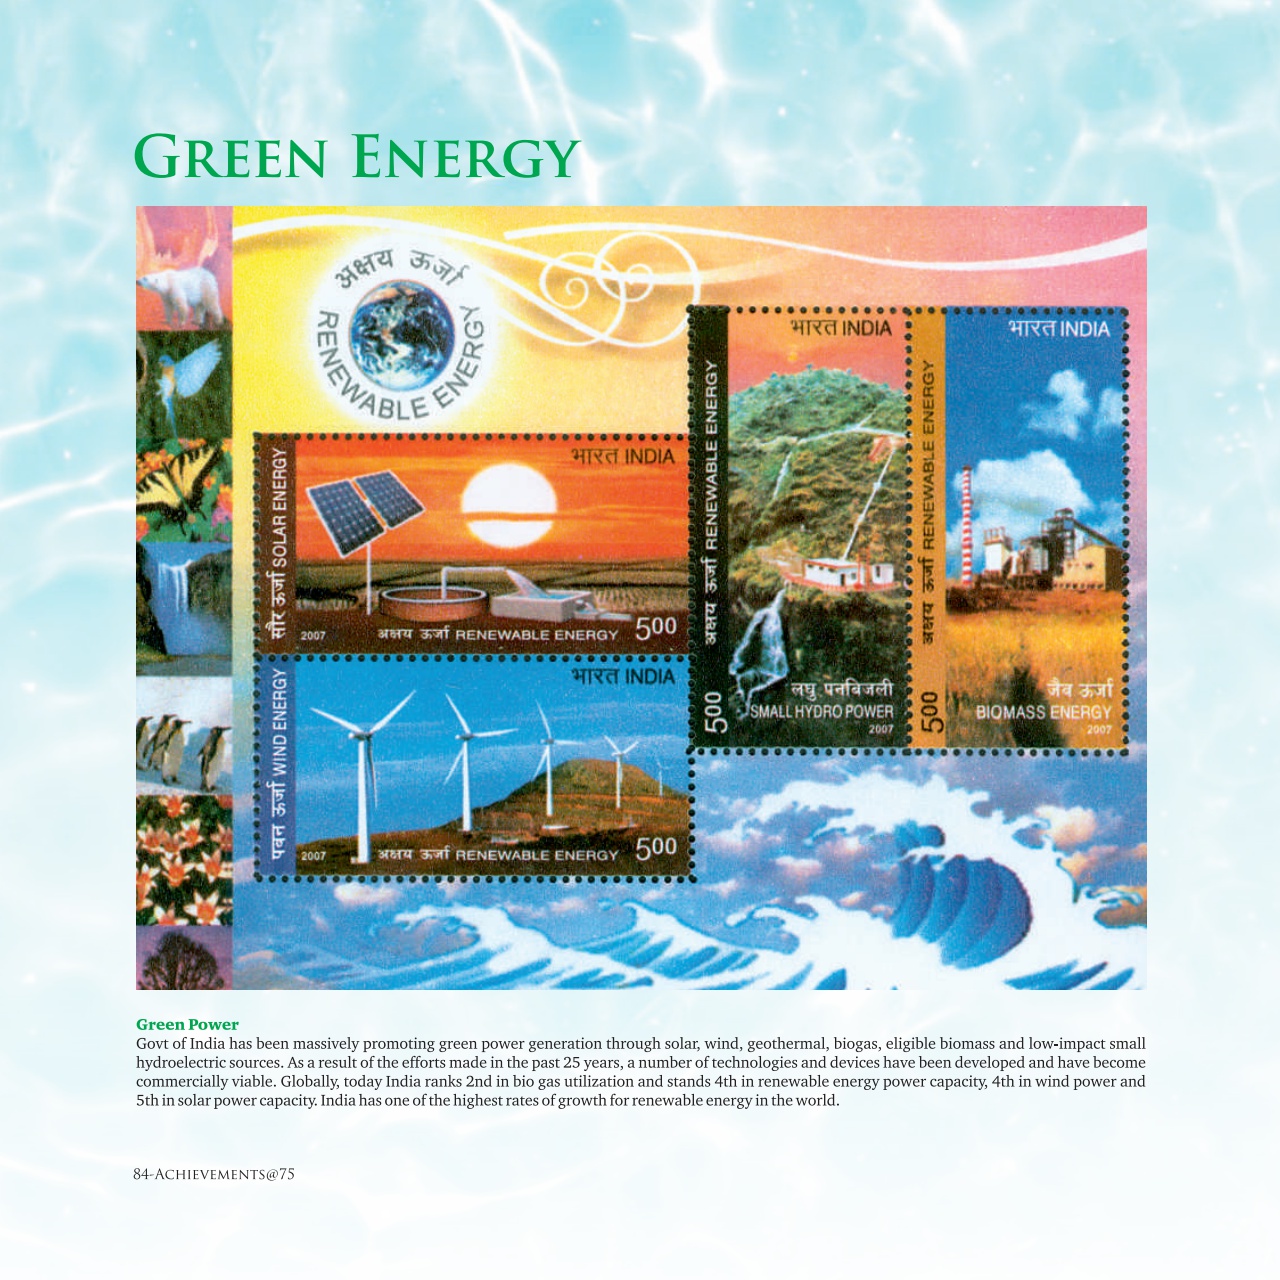 GREEN ENERGY
अक्षय ऊर्जा
RENEWABLE ENERGY
सौर ऊर्जा SOLAR ENERGY
भारत INDIA
2007 अक्षय ऊर्जा RENEWABLE ENERGY 500
पवन ऊर्जा WIND ENERGY
भारत INDIA
2007 अक्षय ऊर्जा RENEWABLE ENERGY 500
भारत INDIA
अक्षय ऊर्जा RENEWABLE ENERGY
500
लघु पनबिजली
SMALL HYDRO POWER
2007
भारत INDIA
अक्षय ऊर्जा RENEWABLE ENERGY
500
जैव ऊर्जा
BIOMASS ENERGY
2007
Green Power
Govt of India has been massively promoting green power generation through solar, wind, geothermal, biogas, eligible biomass and low-impact small
hydroelectric sources. As a result of the efforts made in the past 25 years, a number of technologies and devices have been developed and have become
commercially viable. Globally, today India ranks 2nd in bio gas utilization and stands 4th in renewable energy power capacity, 4th in wind power and
5th in solar power capacity. India has one of the highest rates of growth for renewable energy in the world.
84-ACHIEVEMENTS@75